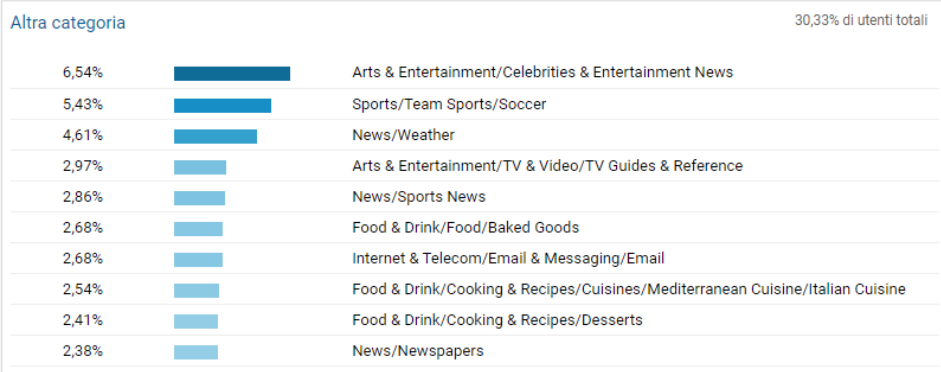 Altra categoria 30,33% di utenti totali
6,54% Arts & Entertainment/Celebrities & Entertainment News
5,43% Sports/Team Sports/Soccer
4,61% News/Weather
2,97% Arts & Entertainment/TV & Video/TV Guides & Reference
2,86% News/Sports News
2,68% Food & Drink/Food/Baked Goods
2,68% Internet & Telecom/Email & Messaging/Email
2,54% Food & Drink/Cooking & Recipes/Cuisines/Mediterranean Cuisine/Italian Cuisine
2,41% Food & Drink/Cooking & Recipes/Desserts
2,38% News/Newspapers